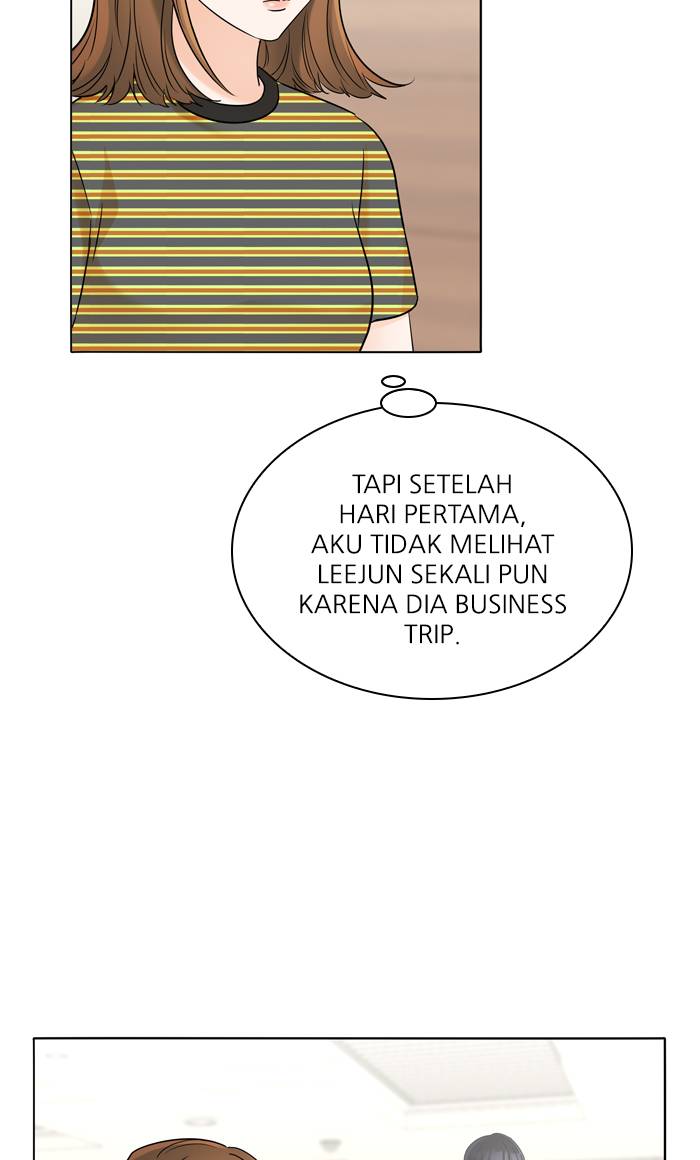 TAPI SETELAH
HARI PERTAMA,
AKU TIDAK MELIHAT
LEEJUN SEKALI PUN
KARENA DIA BUSINESS
TRIP.